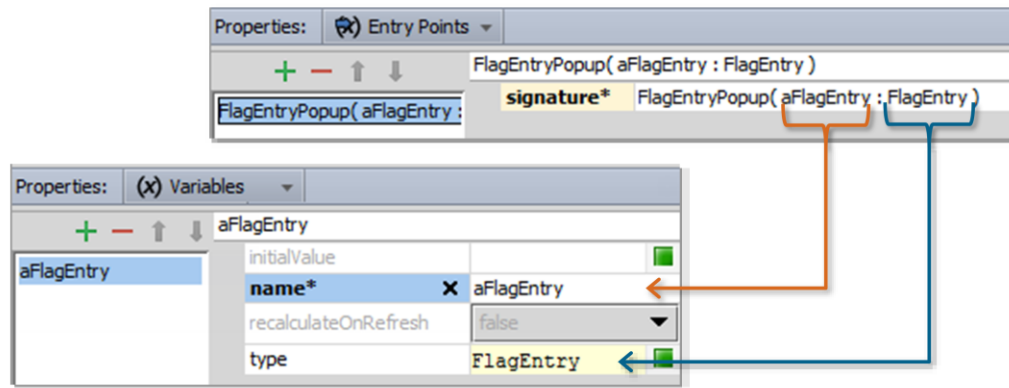 Properties: (x) Entry Points
FlagEntryPopup( aFlagEntry : FlagEntry )
FlagEntryPopup( aFlagEntry :
signature* FlagEntryPopup( aFlagEntry : FlagEntry )
Properties: (x) Variables
aFlagEntry
aFlagEntry
initialValue
name* aFlagEntry
recalculateOnRefresh false
type FlagEntry